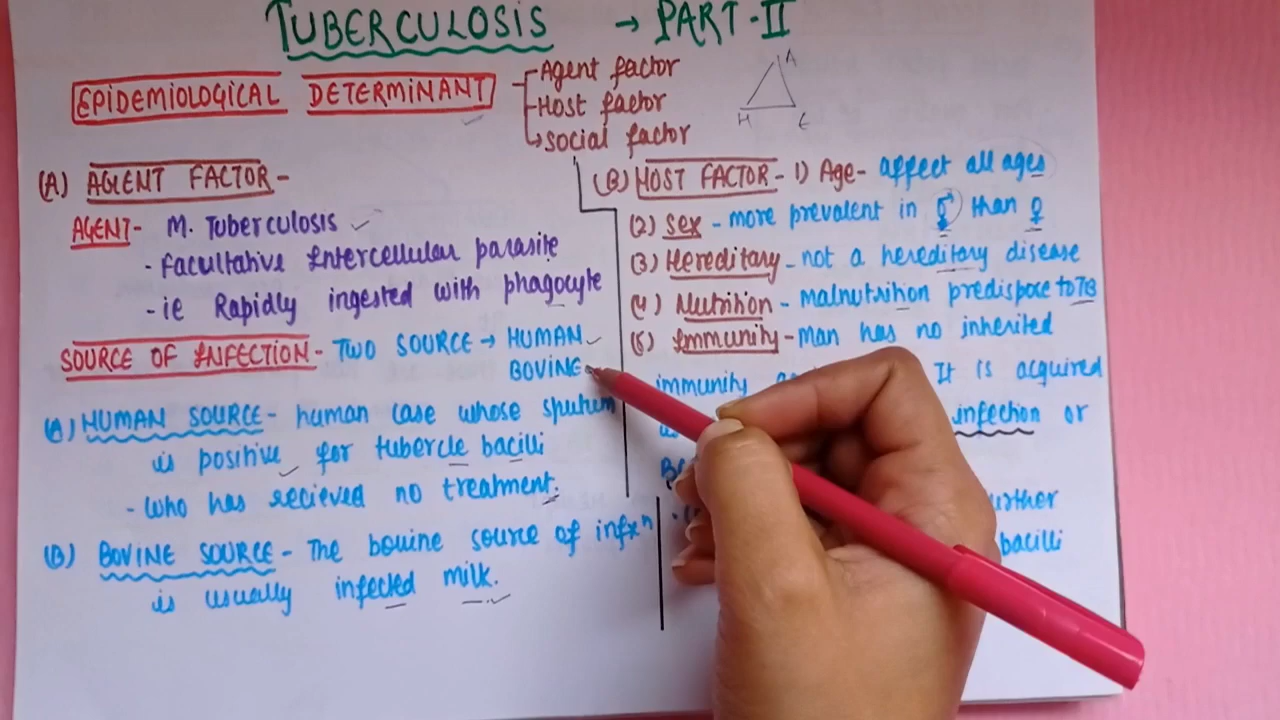 TUBERCULOSIS → PART-II
EPIDEMIOLOGICAL DETERMINANT
Agent factor
Host factor
Social factor
A
H
E
(A) AGENT FACTOR-
AGENT- M. Tuberculosis
- facultative Intercellular parasite
- ie Rapidly ingested with phagocyte
SOURCE OF INFECTION- TWO SOURCE → HUMAN
BOVINE
(A) HUMAN SOURCE- human case whose sputum
is positive for tubercle bacilli
- who has recieved no treatment.
(B) BOVINE SOURCE- The bovine source of infxⁿ
is usually infected milk.
(B) HOST FACTOR- 1) Age- affect all ages
(2) Sex - more prevalent in ♂ than ♀
(3) Hereditary - not a hereditary disease
(4) Nutrition - malnutrition predispose to TB
(5) Immunity - man has no inherited
immunity It is acquired
infection or
urther
bacilli